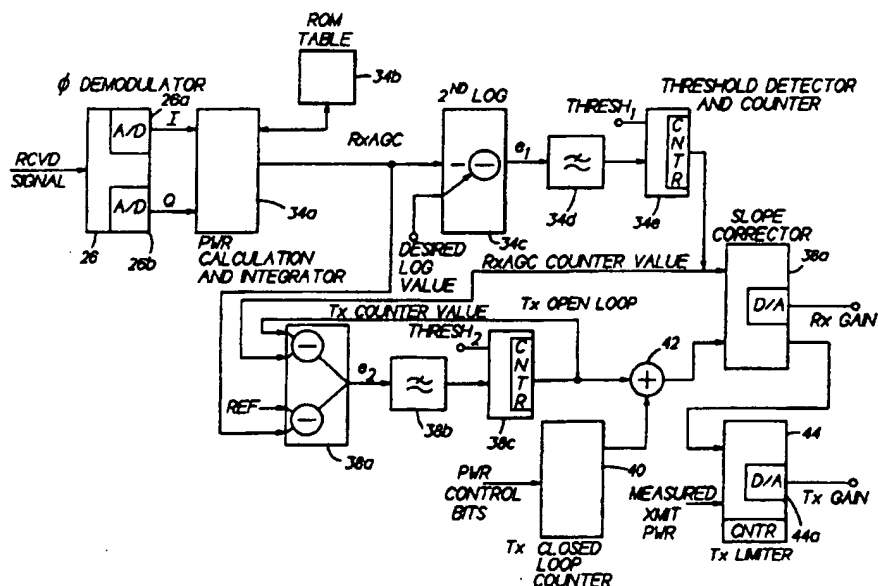 ROM
TABLE
34b
ϕ DEMODULATOR
26a
A/D
I
RCVD
SIGNAL
A/D
Q
26
26b
34a
PWR
CALCULATION
AND INTEGRATOR
RxAGC
2ND LOG
e1
34c
DESIRED
LOG
VALUE
34d
THRESHOLD DETECTOR
AND COUNTER
THRESH1
CNTR
34e
SLOPE
CORRECTOR
38a
D/A
Rx GAIN
RxAGC COUNTER VALUE
Tx COUNTER VALUE
Tx OPEN LOOP
THRESH2
REF
e2
38a
38b
CNTR
38c
42
PWR
CONTROL
BITS
40
Tx CLOSED
LOOP
COUNTER
MEASURED
XMIT
PWR
44
D/A
Tx GAIN
44a
CNTR
Tx LIMITER